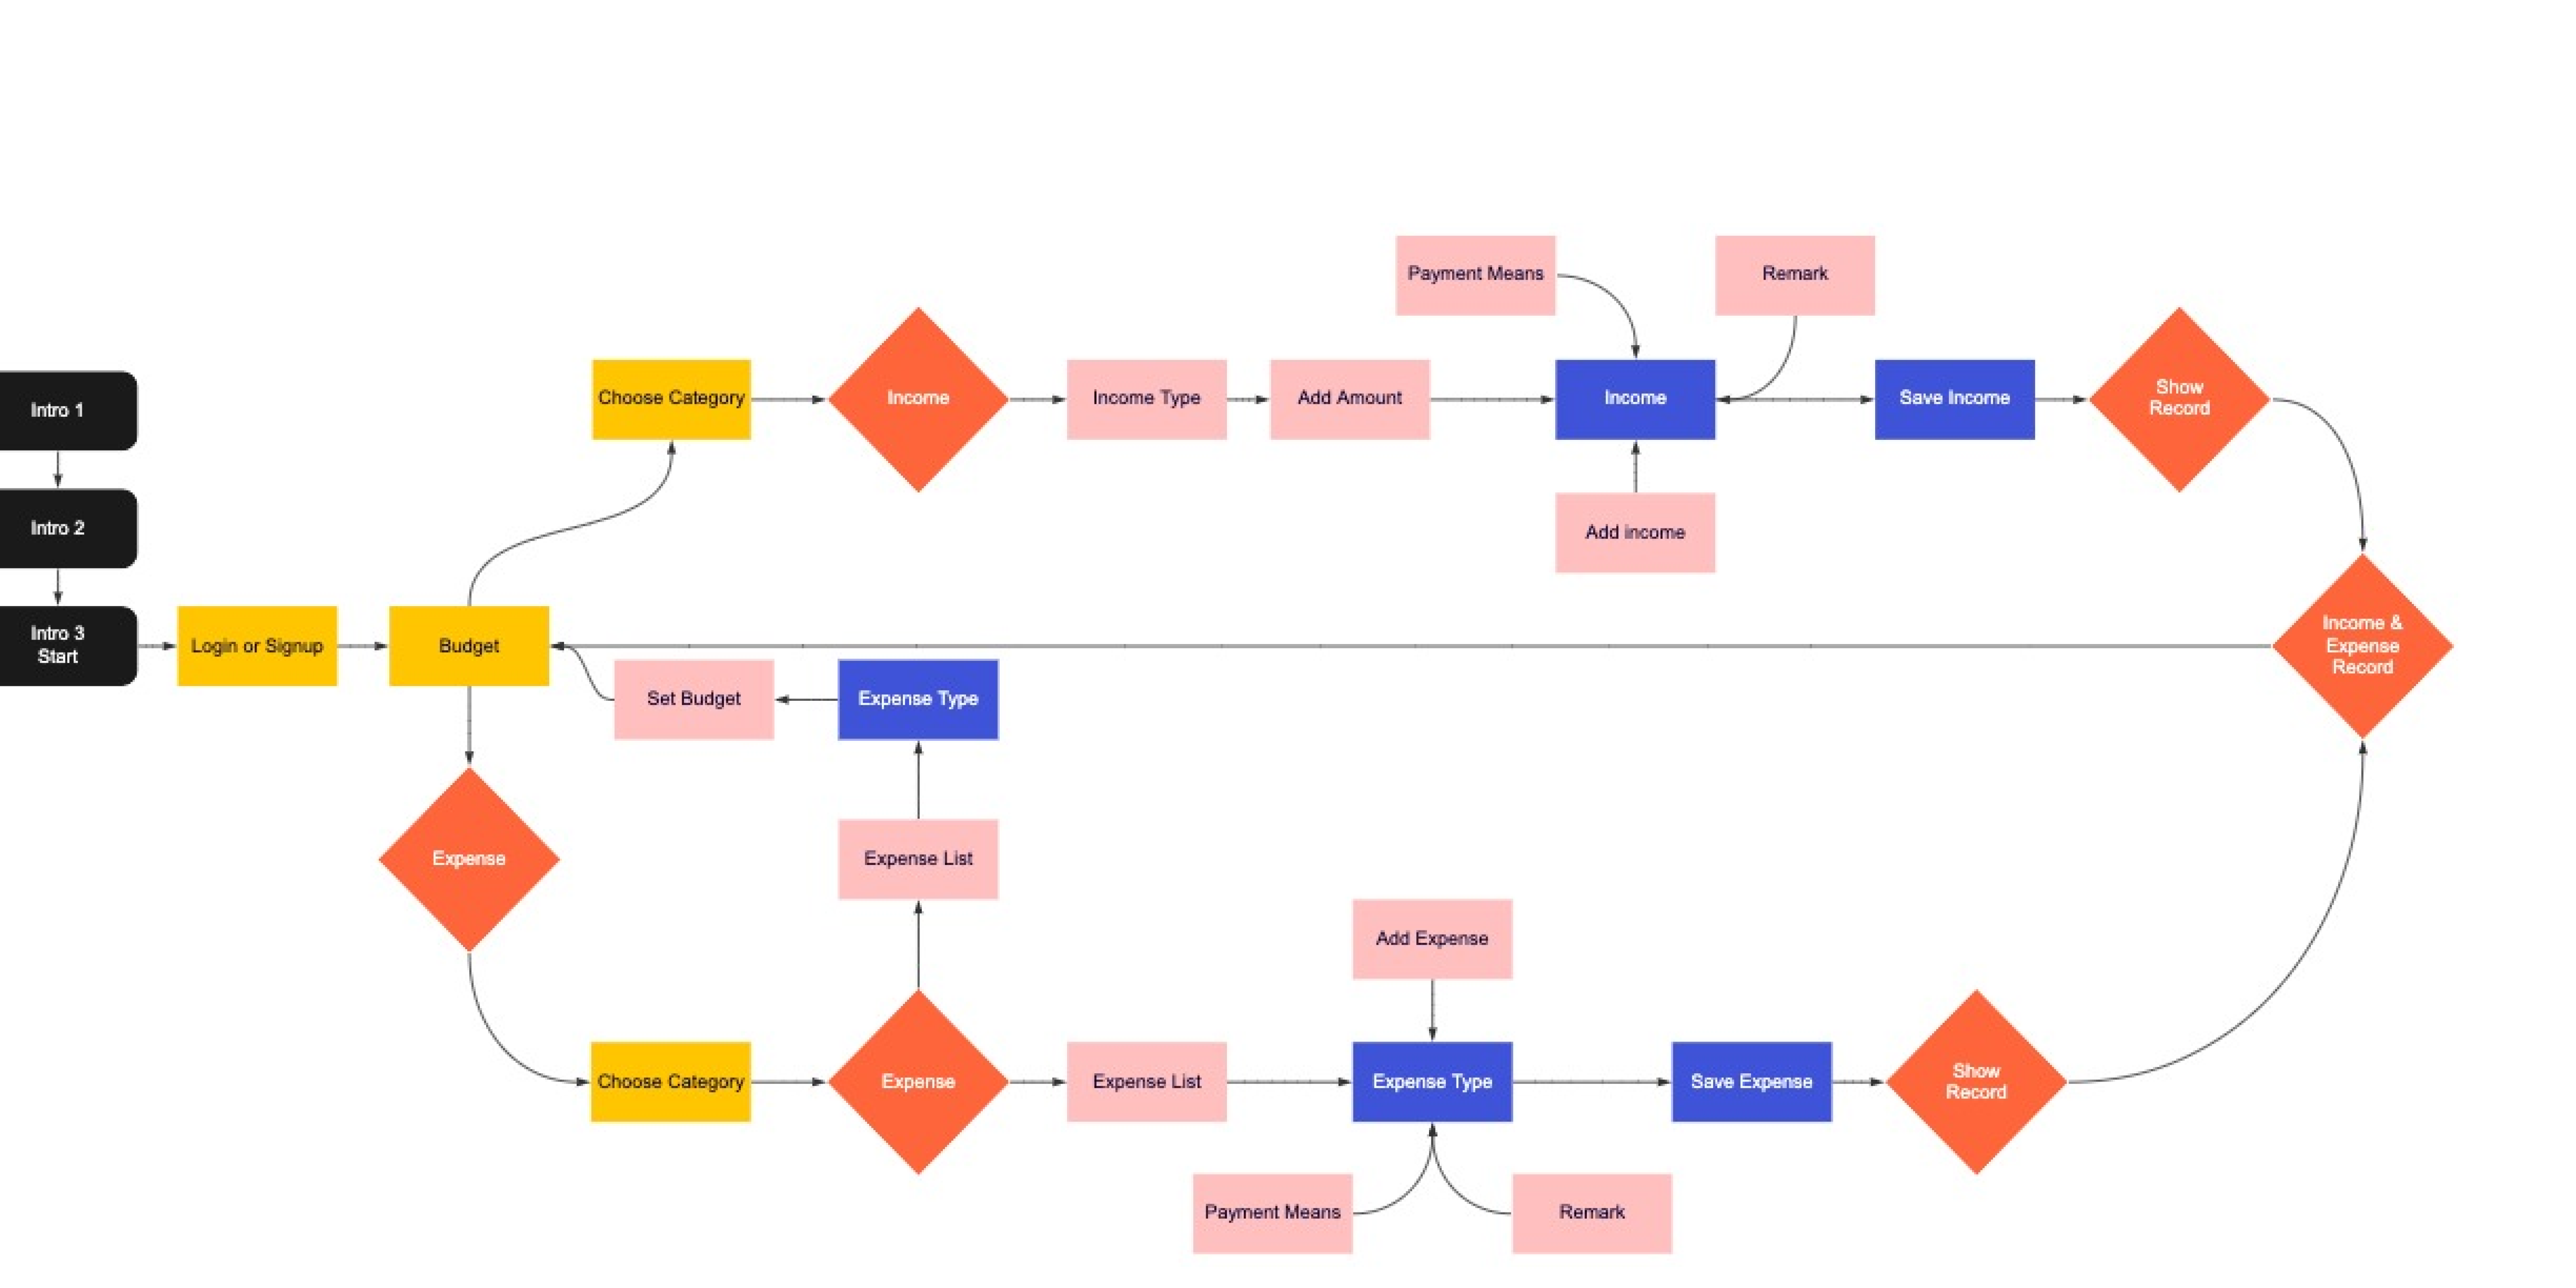 Intro 1
Intro 2
Intro 3
Start
Login or Signup
Budget
Choose Category
Income
Income Type
Add Amount
Payment Means
Remark
Income
Add income
Save Income
Show
Record
Income &
Expense
Record
Set Budget
Expense Type
Expense List
Expense
Choose Category
Expense
Expense List
Add Expense
Expense Type
Payment Means
Remark
Save Expense
Show
Record